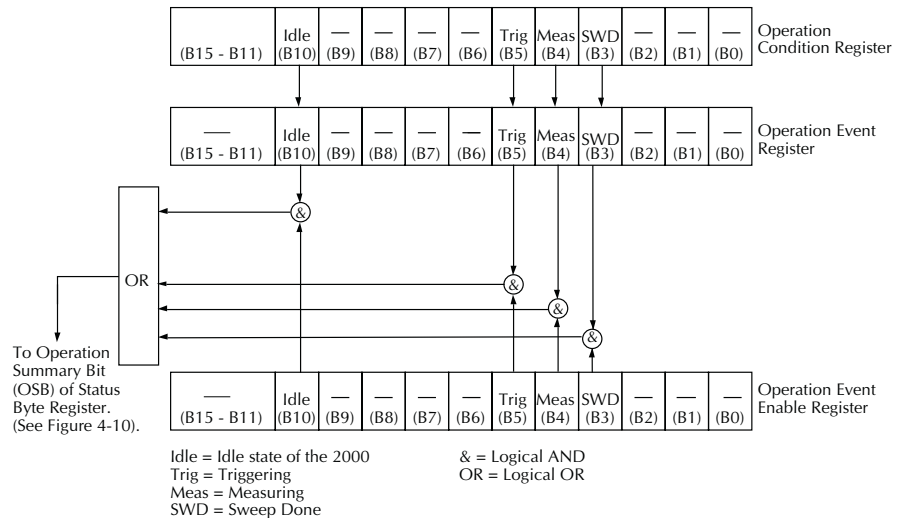 Idle — — — — Trig Meas SWD — — —
(B15 - B11) (B10) (B9) (B8) (B7) (B6) (B5) (B4) (B3) (B2) (B1) (B0)
Operation
Condition Register
— Idle — — — — Trig Meas SWD — — —
(B15 - B11) (B10) (B9) (B8) (B7) (B6) (B5) (B4) (B3) (B2) (B1) (B0)
Operation Event
Register
&
OR
&
&
&
To Operation
Summary Bit
(OSB) of Status
Byte Register.
(See Figure 4-10).
— Idle — — — — Trig Meas SWD — — —
(B15 - B11) (B10) (B9) (B8) (B7) (B6) (B5) (B4) (B3) (B2) (B1) (B0)
Operation Event
Enable Register
Idle = Idle state of the 2000
Trig = Triggering
Meas = Measuring
SWD = Sweep Done
& = Logical AND
OR = Logical OR